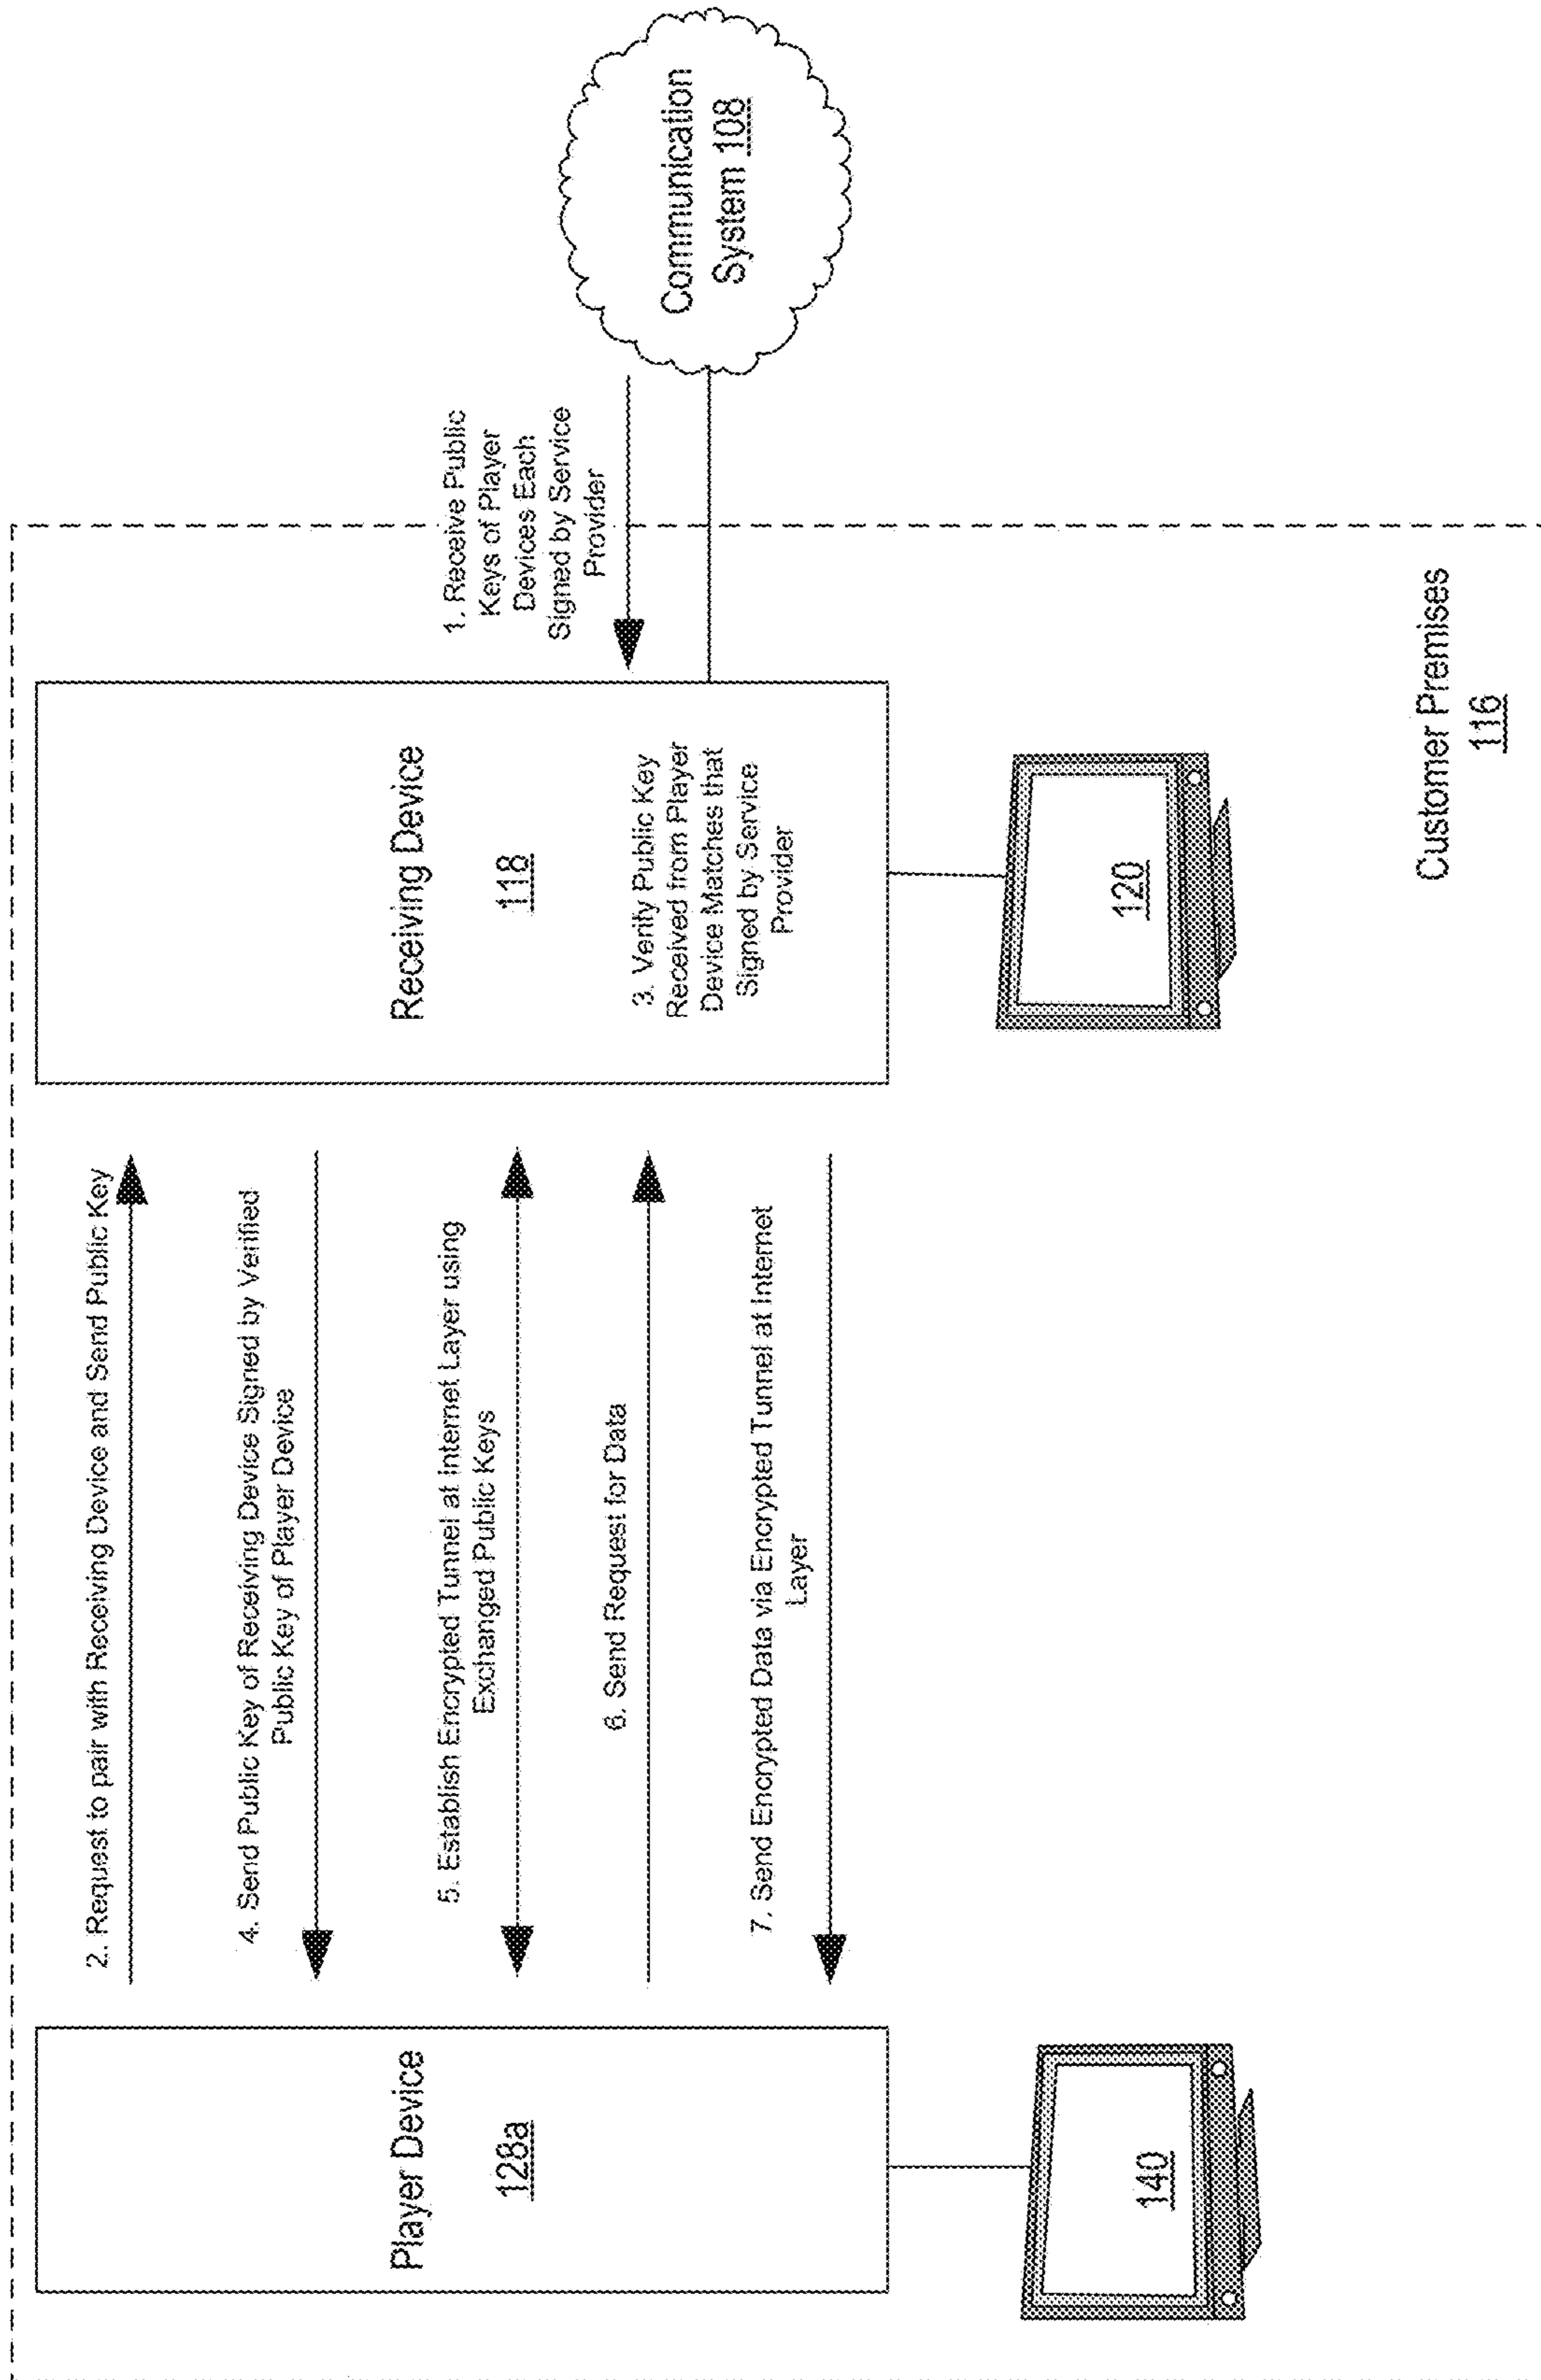 Player Device
128a
140
2. Request to pair with Receiving Device and Send Public Key
4. Send Public Key of Receiving Device Signed by Verified
Public Key of Player Device
5. Establish Encrypted Tunnel at Internet Layer using
Exchanged Public Keys
6. Send Request for Data
7. Send Encrypted Data via Encrypted Tunnel at Internet
Layer
Receiving Device
118
3. Verify Public Key
Received from Player
Device Matches that
Signed by Service
Provider
120
1. Receive Public
Keys of Player
Devices Each
Signed by Service
Provider
Communication
System 108
Customer Premises
116